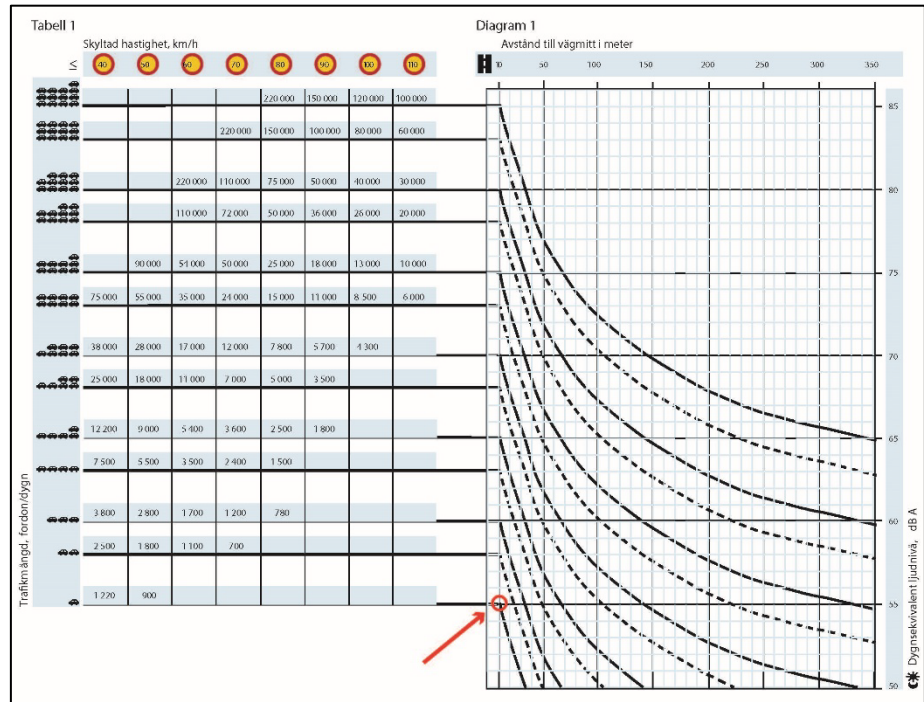 Tabell 1
Diagram 1
Skyltad hastighet, km/h
Avstånd till vägmitt i meter
≤ 40 50 60 70 80 90 100 110
10 50 100 150 200 250 300 350
220 000 150 000 120 000 100 000
220 000 150 000 100 000 80 000 60 000
220 000 110 000 75 000 50 000 40 000 30 000
110 000 72 000 50 000 36 000 26 000 20 000
90 000 54 000 50 000 25 000 18 000 13 000 10 000
75 000 55 000 35 000 24 000 15 000 11 000 8 500 6 000
38 000 28 000 17 000 12 000 7 800 5 700 4 300
25 000 18 000 11 000 7 000 5 000 3 500
12 200 9 000 5 400 3 600 2 500 1 800
7 500 5 500 3 500 2 400 1 500
3 800 2 800 1 700 1 200 780
2 500 1 800 1 100 700
1 220 900
Trafikmängd, fordon/dygn
85
80
75
70
65
60
55
50
Dygnsekvivalent ljudnivå, dB A